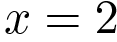 x = 2